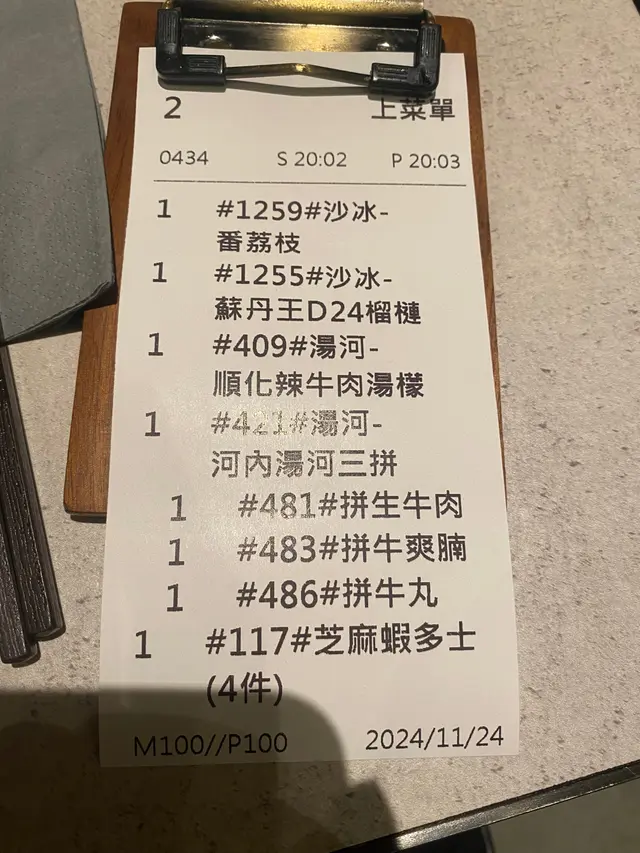 2 上菜單
0434 S 20:02 P 20:03
1 #1259#沙冰-
番荔枝
1 #1255#沙冰-
蘇丹王D24榴槤
1 #409#湯河-
順化辣牛肉湯檬
1 #421#湯河-
河內湯河三拼
1 #481#拼生牛肉
1 #483#拼牛爽腩
1 #486#拼牛丸
1 #117#芝麻蝦多士
(4件)
M100//P100 2024/11/24